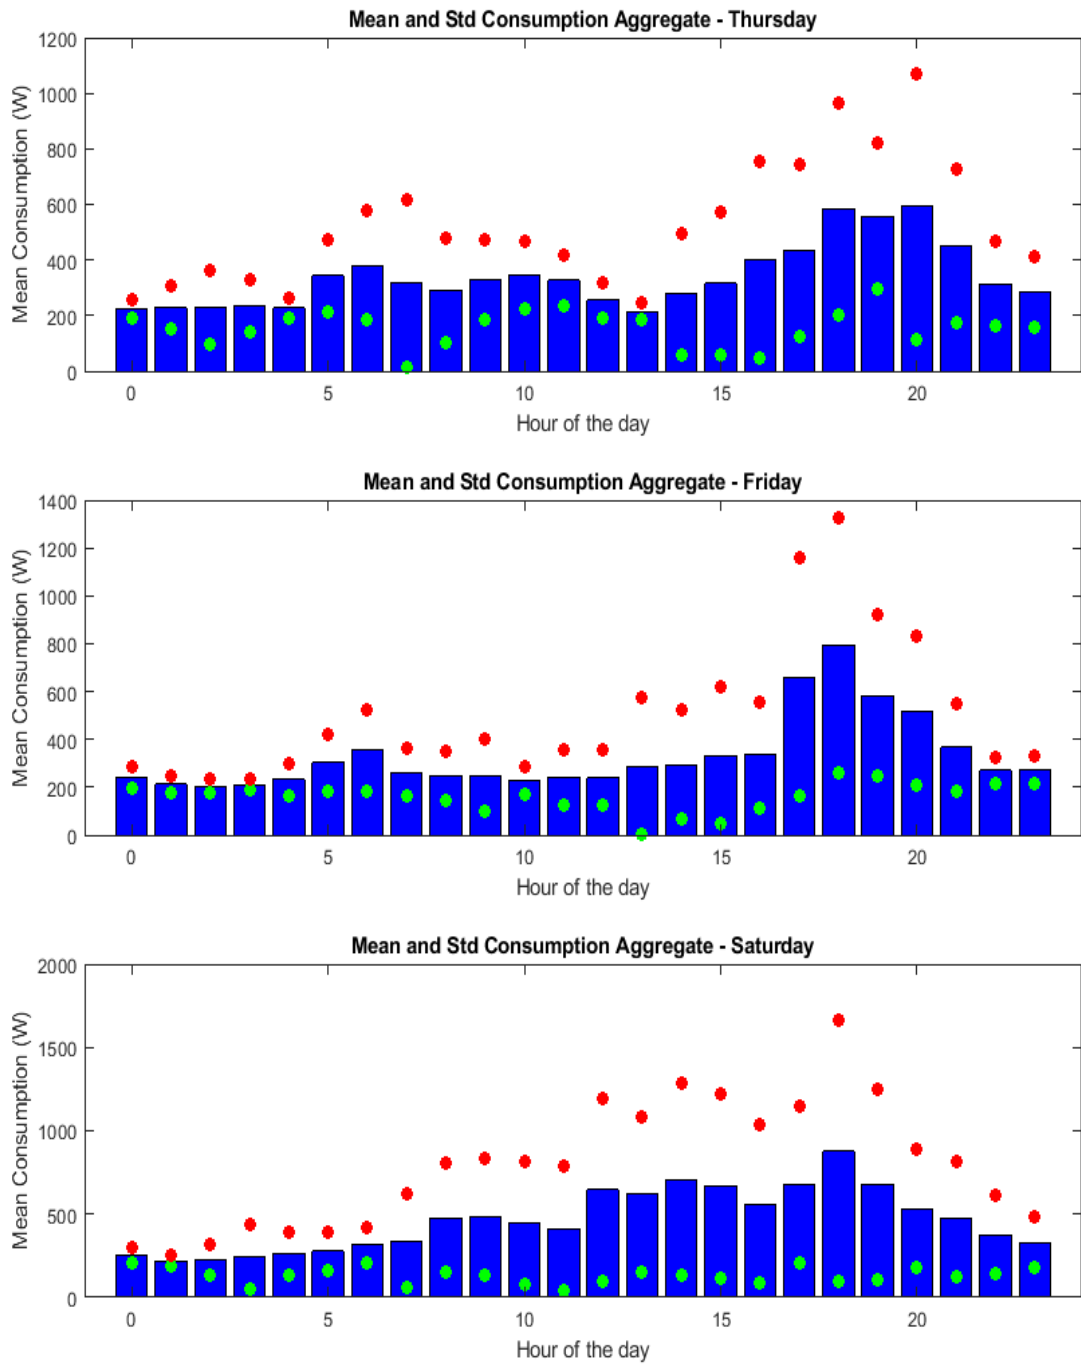 Mean and Std Consumption Aggregate - Thursday
1200
1000
800
600
400
200
0
Mean Consumption (W)
0 5 10 15 20
Hour of the day
Mean and Std Consumption Aggregate - Friday
1400
1200
1000
800
600
400
200
0
Mean Consumption (W)
0 5 10 15 20
Hour of the day
Mean and Std Consumption Aggregate - Saturday
2000
1500
1000
500
0
Mean Consumption (W)
0 5 10 15 20
Hour of the day